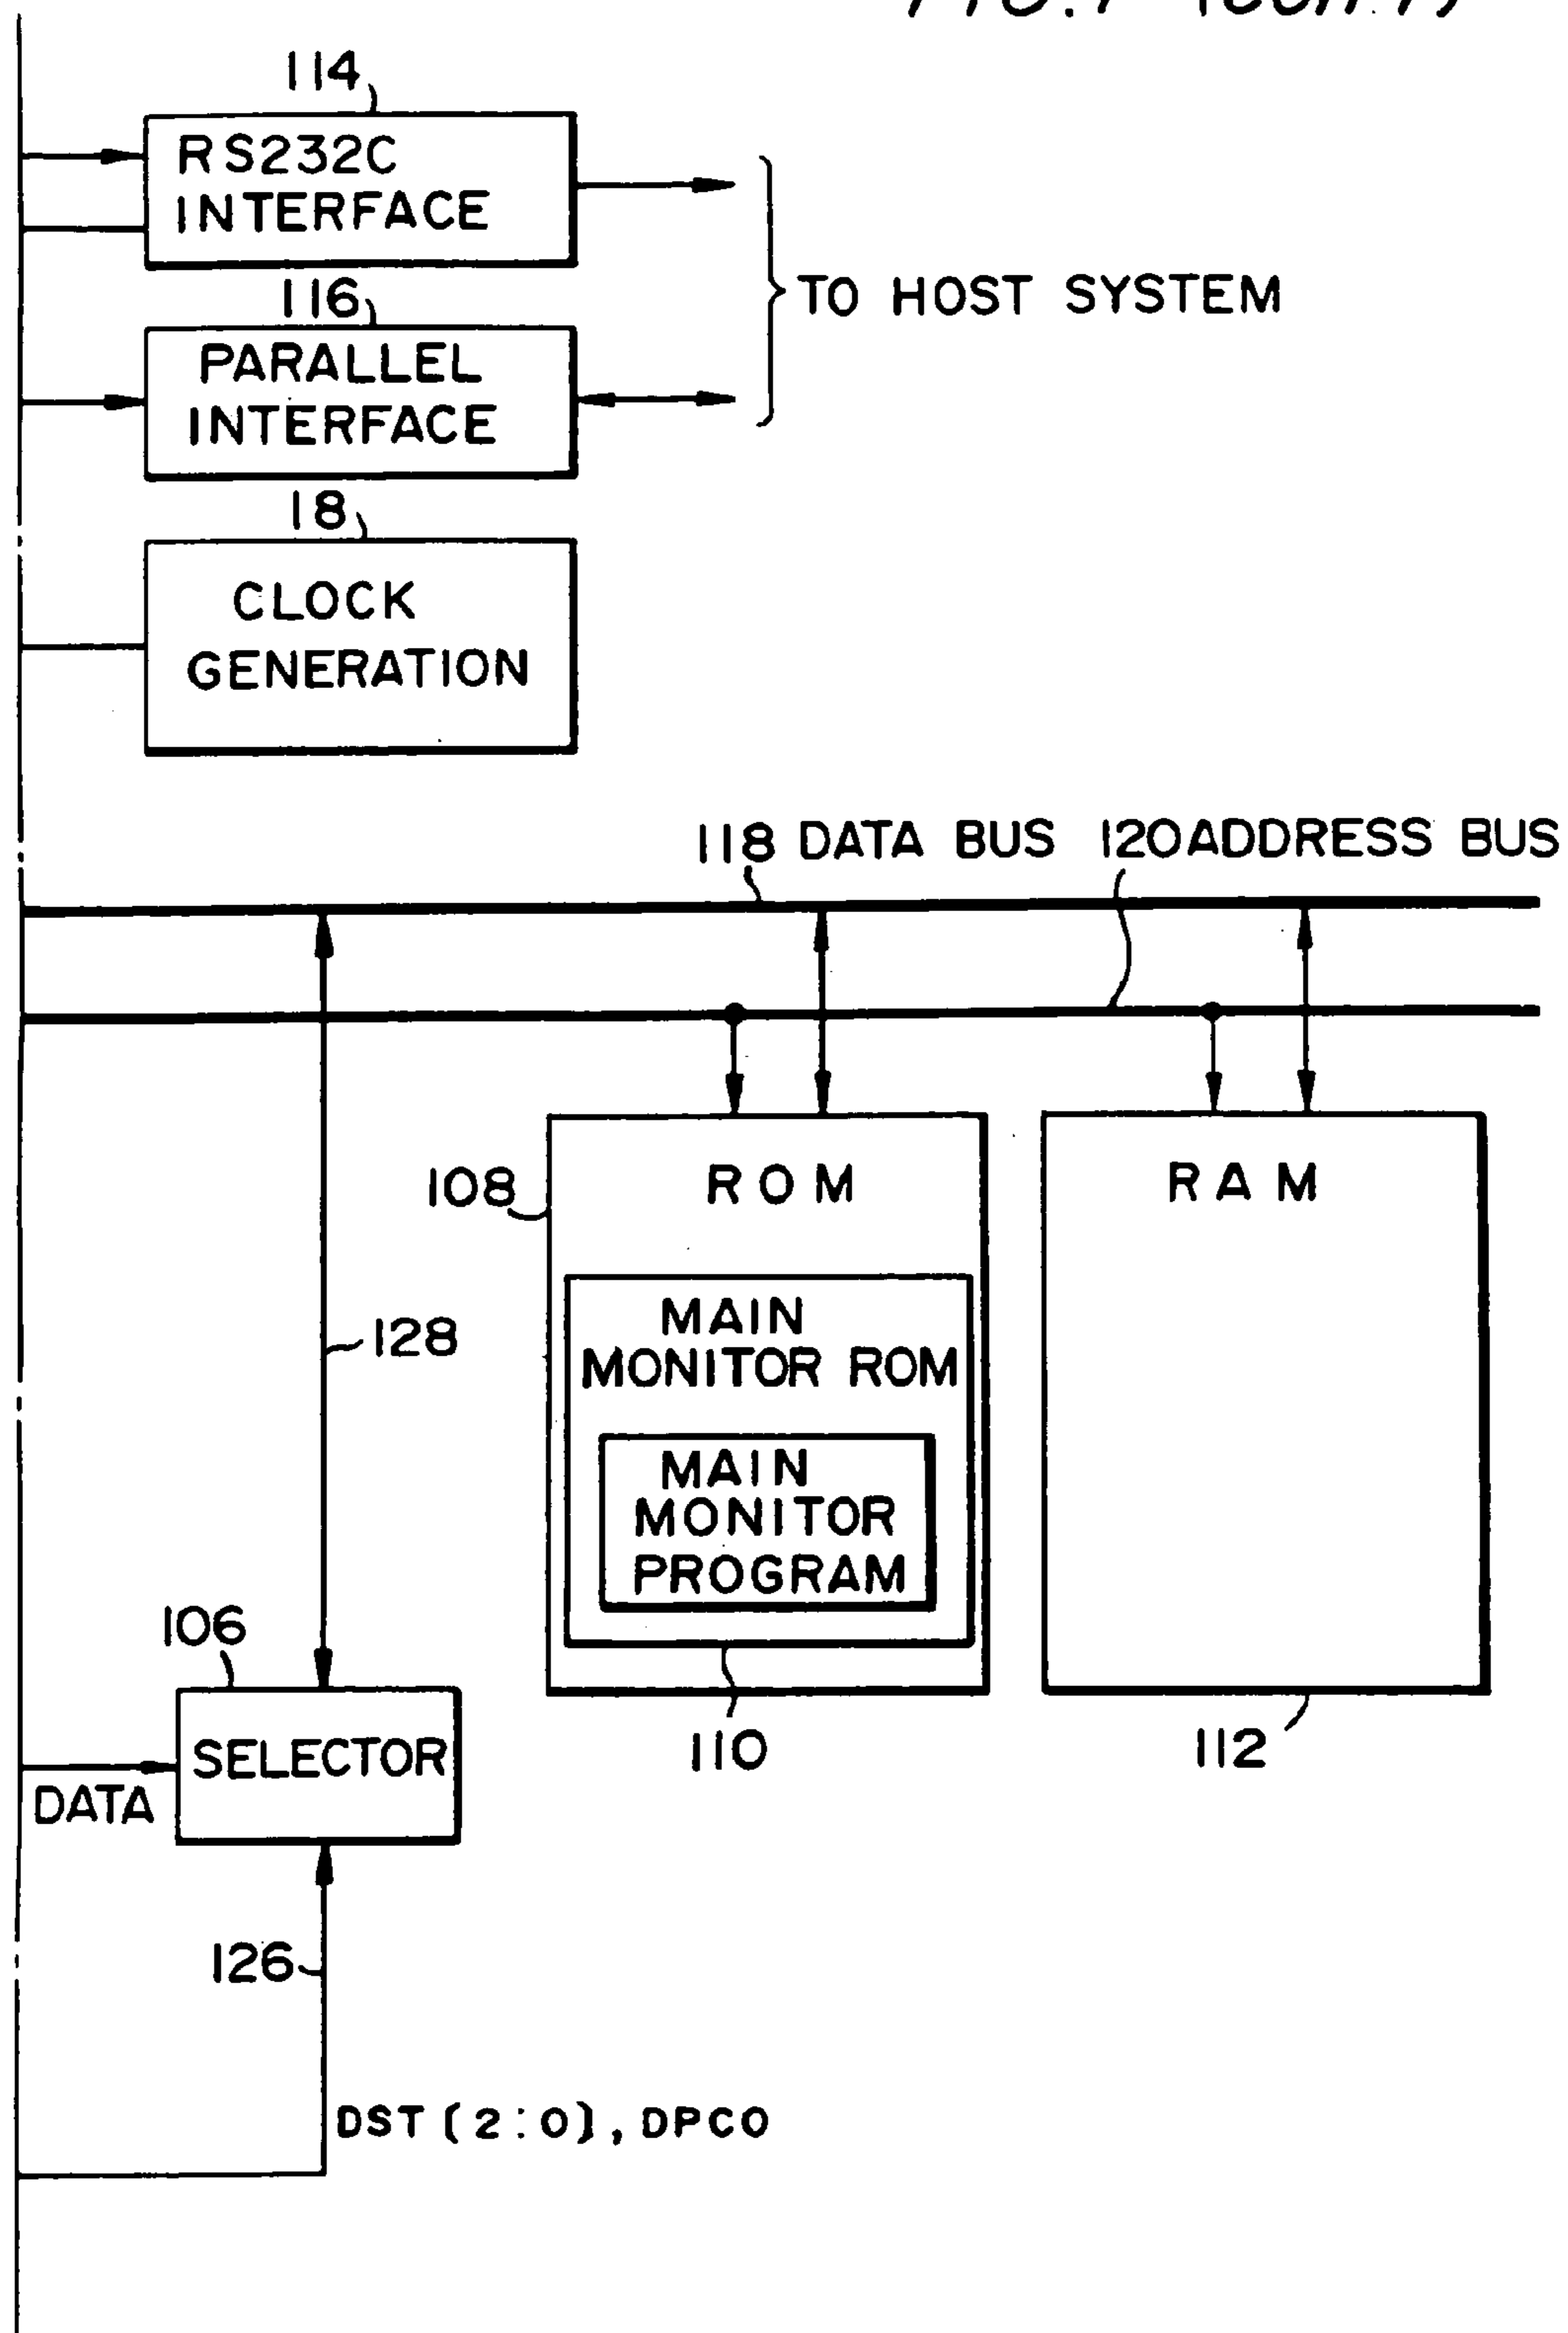 114
RS232C
INTERFACE
116
TO HOST SYSTEM
PARALLEL
INTERFACE
18
CLOCK
GENERATION
118 DATA BUS 120 ADDRESS BUS
108
ROM
RAM
MAIN
MONITOR ROM
128
MAIN
MONITOR
PROGRAM
106
SELECTOR
110
112
DATA
126
DST (2:0), DPCO